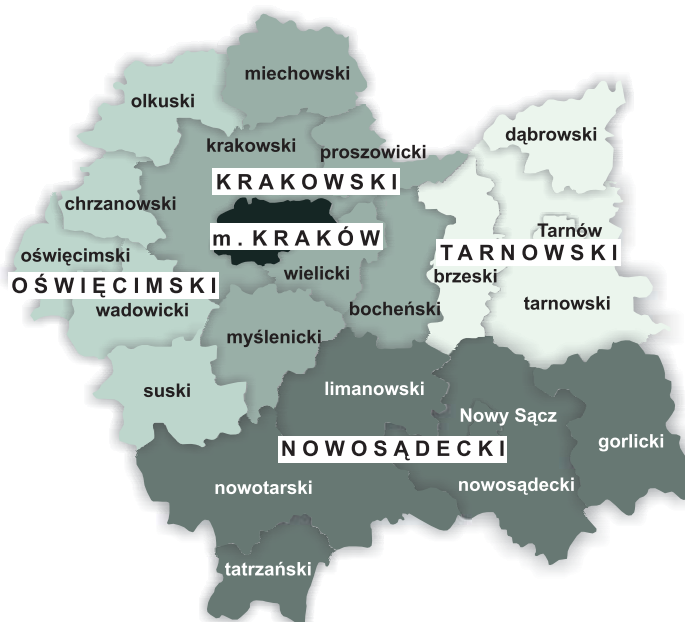 miechowski
olkuski
dąbrowski
krakowski
proszowicki
KRAKOWSKI
chrzanowski
Tarnów
m. KRAKÓW
TARNOWSKI
oświęcimski
wielicki
brzeski
OŚWIĘCIMSKI
wadowicki
bocheński
tarnowski
myślenicki
suski
limanowski
Nowy Sącz
gorlicki
NOWOSĄDECKI
nowotarski
nowosądecki
tatrzański